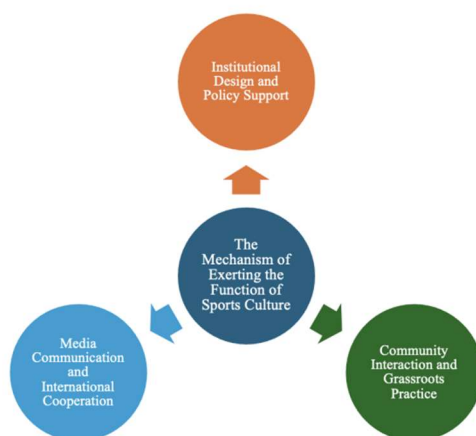 Institutional
Design and
Policy Support
The
Mechanism of
Exerting the
Function of
Sports Culture
Media
Communication
and
International
Cooperation
Community
Interaction and
Grassroots
Practice